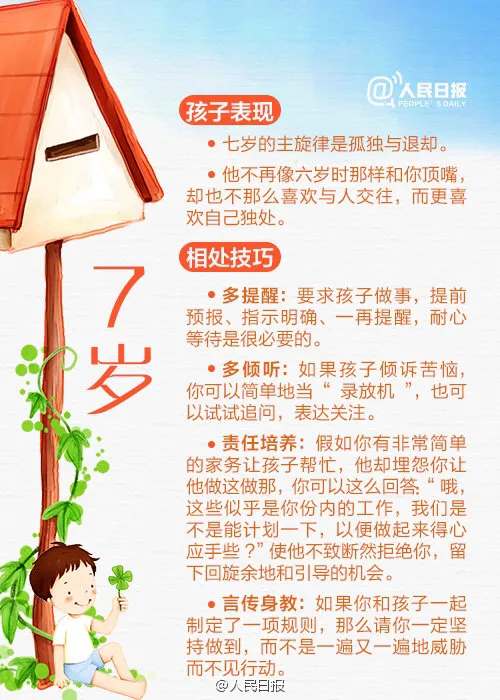 @人民日报
PEOPLE'S DAILY
孩子表现
•七岁的主旋律是孤独与退却。
•他不再像六岁时那样和你顶嘴，
却也不那么喜欢与人交往，而更喜
欢自己独处。
7岁
相处技巧
•多提醒：要求孩子做事，提前
预报、指示明确、一再提醒，耐心
等待是很必要的。
•多倾听：如果孩子倾诉苦恼，
你可以简单地当“录放机”，也可
以试试追问，表达关注。
•责任培养：假如你有非常简单
的家务让孩子帮忙，他却埋怨你让
他做这做那，你可以这么回答：“哦，
这些似乎是你份内的工作，我们是
不是能计划一下，以便做起来得心
应手些？”使他不致断然拒绝你，留
下回旋余地和引导的机会。
•言传身教：如果你和孩子一起
制定了一项规则，那么请你一定坚
持做到，而不是一遍又一遍地威胁
而不见行动。
@人民日报